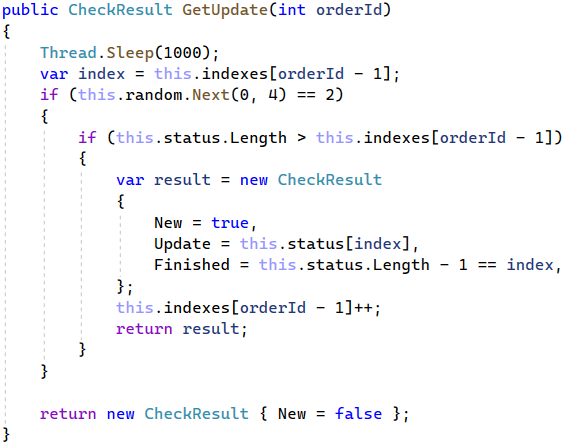 public CheckResult GetUpdate(int orderId)
{
    Thread.Sleep(1000);
    var index = this.indexes[orderId - 1];
    if (this.random.Next(0, 4) == 2)
    {
        if (this.status.Length > this.indexes[orderId - 1])
        {
            var result = new CheckResult
            {
                New = true,
                Update = this.status[index],
                Finished = this.status.Length - 1 == index,
            };
            this.indexes[orderId - 1]++;
            return result;
        }
    }

    return new CheckResult { New = false };
}